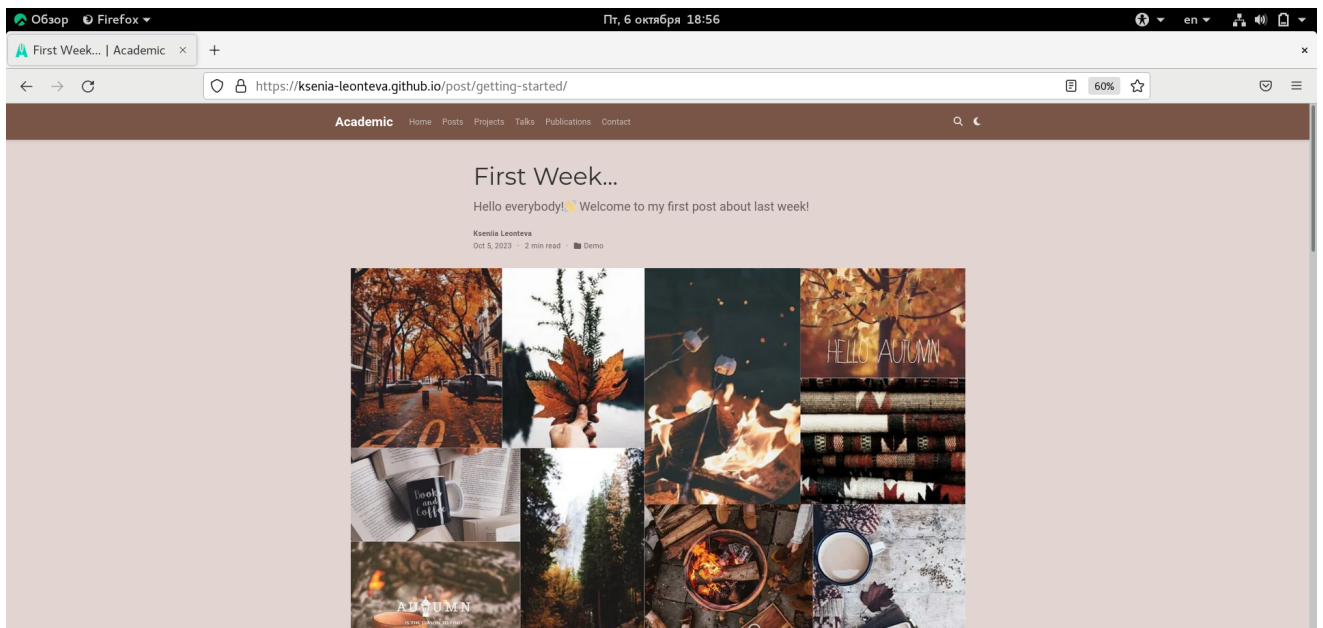 Обзор Firefox Пт, 6 октября 18:56 en
First Week... | Academic
https://ksenia-leonteva.github.io/post/getting-started/ 60%
Academic Home Posts Projects Talks Publications Contact
First Week...
Hello everybody!👋 Welcome to my first post about last week!
Kseniia Leonteva
Oct 5, 2023 · 2 min read · Demo
HELLO AUTUMN
Books
and
Coffee
AUTUMN